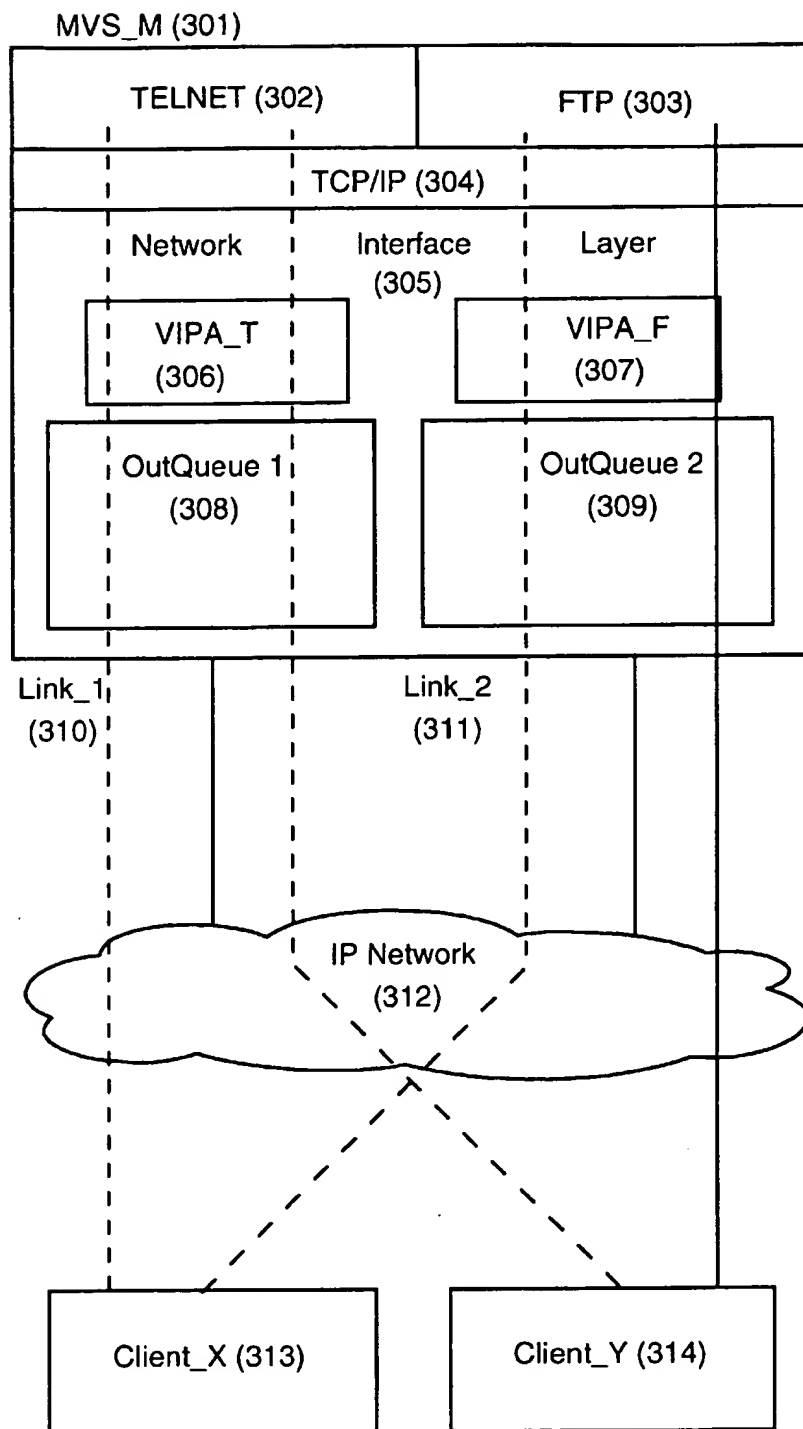 MVS_M (301)
TELNET (302)
FTP (303)
TCP/IP (304)
Network Interface Layer
(305)
VIPA_T
(306)
VIPA_F
(307)
OutQueue 1
(308)
OutQueue 2
(309)
Link_1
(310)
Link_2
(311)
IP Network
(312)
Client_X (313)
Client_Y (314)